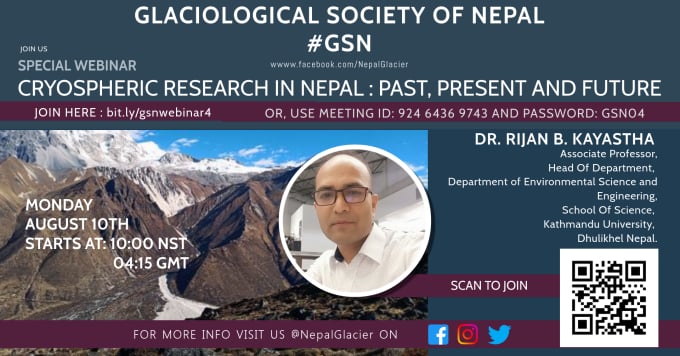 GLACIOLOGICAL SOCIETY OF NEPAL
#GSN
JOIN US
www.facebook.com/NepalGlacier
SPECIAL WEBINAR
CRYOSPHERIC RESEARCH IN NEPAL : PAST, PRESENT AND FUTURE
JOIN HERE : bit.ly/gsnwebinar4
OR, USE MEETING ID: 924 6436 9743 AND PASSWORD: GSN04
MONDAY
AUGUST 10TH
STARTS AT: 10:00 NST
04:15 GMT
DR. RIJAN B. KAYASTHA
Associate Professor,
Head Of Department,
Department of Environmental Science and
Engineering,
School Of Science,
Kathmandu University,
Dhulikhel Nepal.
SCAN TO JOIN
FOR MORE INFO VISIT US @NepalGlacier ON